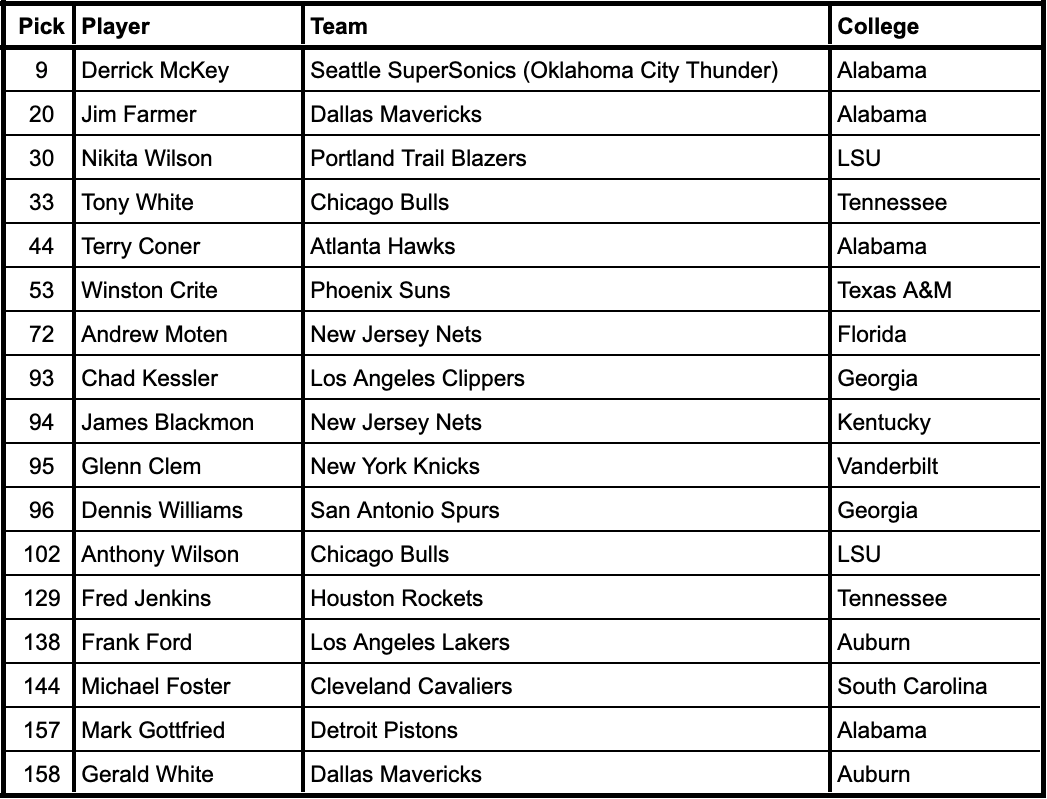 Pick Player Team College
9 Derrick McKey Seattle SuperSonics (Oklahoma City Thunder) Alabama
20 Jim Farmer Dallas Mavericks Alabama
30 Nikita Wilson Portland Trail Blazers LSU
33 Tony White Chicago Bulls Tennessee
44 Terry Coner Atlanta Hawks Alabama
53 Winston Crite Phoenix Suns Texas A&M
72 Andrew Moten New Jersey Nets Florida
93 Chad Kessler Los Angeles Clippers Georgia
94 James Blackmon New Jersey Nets Kentucky
95 Glenn Clem New York Knicks Vanderbilt
96 Dennis Williams San Antonio Spurs Georgia
102 Anthony Wilson Chicago Bulls LSU
129 Fred Jenkins Houston Rockets Tennessee
138 Frank Ford Los Angeles Lakers Auburn
144 Michael Foster Cleveland Cavaliers South Carolina
157 Mark Gottfried Detroit Pistons Alabama
158 Gerald White Dallas Mavericks Auburn